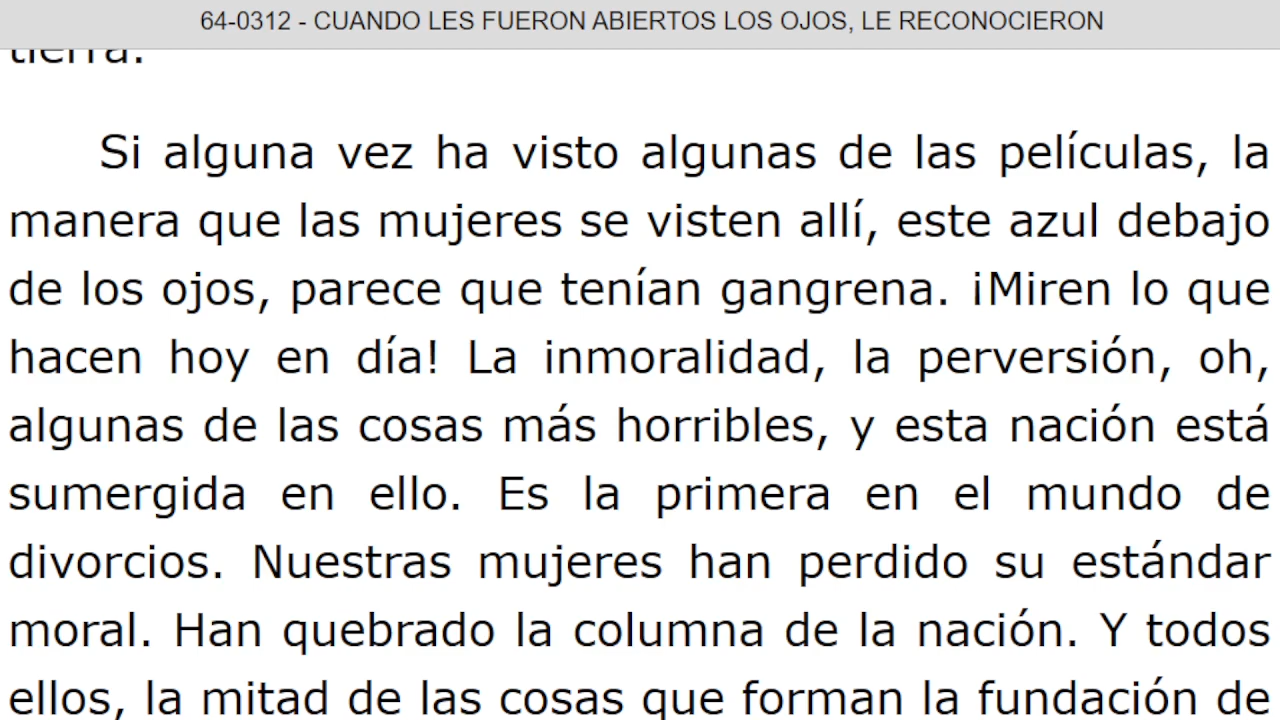 64-0312 - CUANDO LES FUERON ABIERTOS LOS OJOS, LE RECONOCIERON
tierra.
Si alguna vez ha visto algunas de las películas, la
manera que las mujeres se visten allí, este azul debajo
de los ojos, parece que tenían gangrena. ¡Miren lo que
hacen hoy en día! La inmoralidad, la perversión, oh,
algunas de las cosas más horribles, y esta nación está
sumergida en ello. Es la primera en el mundo de
divorcios. Nuestras mujeres han perdido su estándar
moral. Han quebrado la columna de la nación. Y todos
ellos, la mitad de las cosas que forman la fundación de